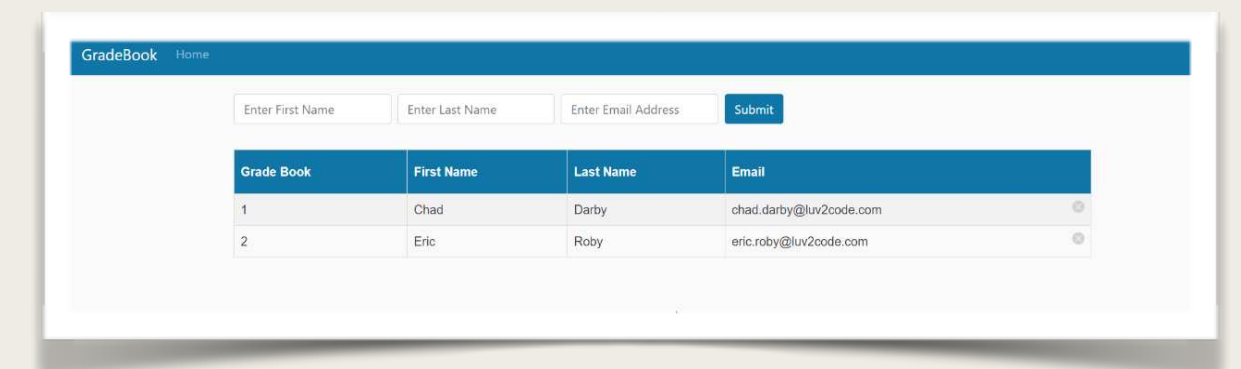 GradeBook Home
Enter First Name Enter Last Name Enter Email Address Submit
Grade Book First Name Last Name Email
1 Chad Darby chad.darby@luv2code.com
2 Eric Roby eric.roby@luv2code.com